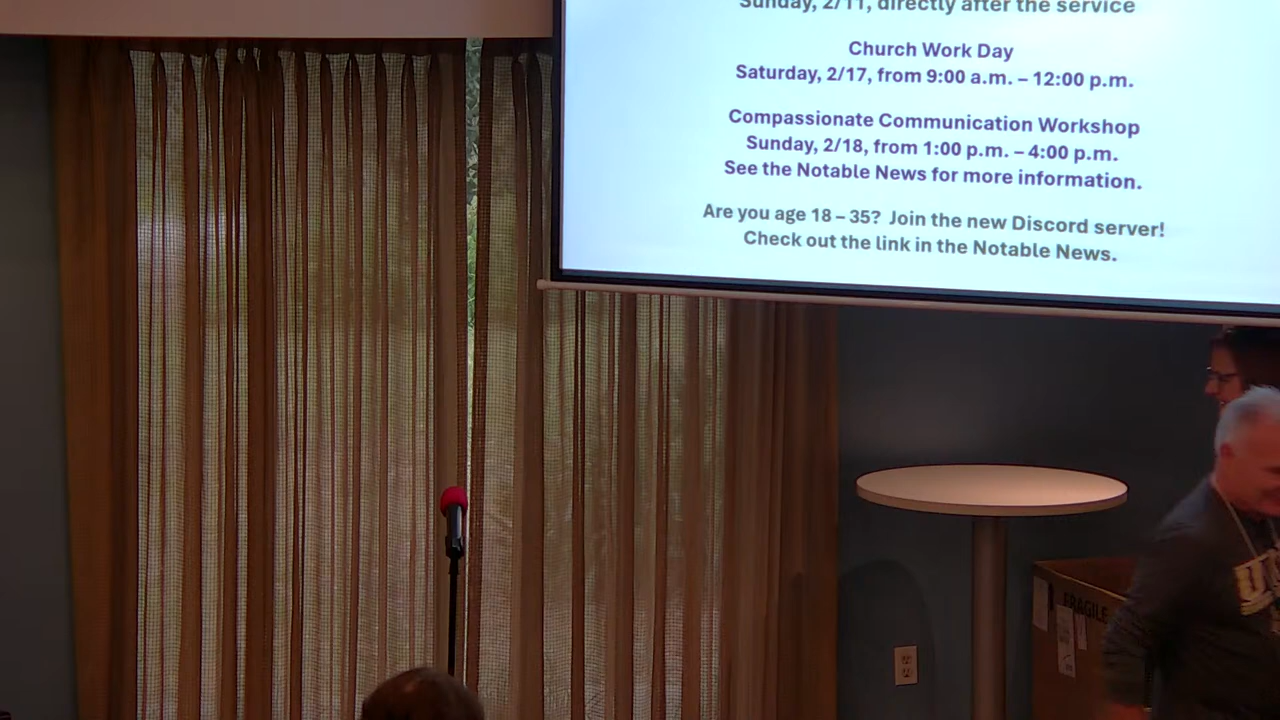 Sunday, 2/11, directly after the service
Church Work Day
Saturday, 2/17, from 9:00 a.m. – 12:00 p.m.
Compassionate Communication Workshop
Sunday, 2/18, from 1:00 p.m. – 4:00 p.m.
See the Notable News for more information.
Are you age 18 – 35? Join the new Discord server!
Check out the link in the Notable News.
FRAGILE